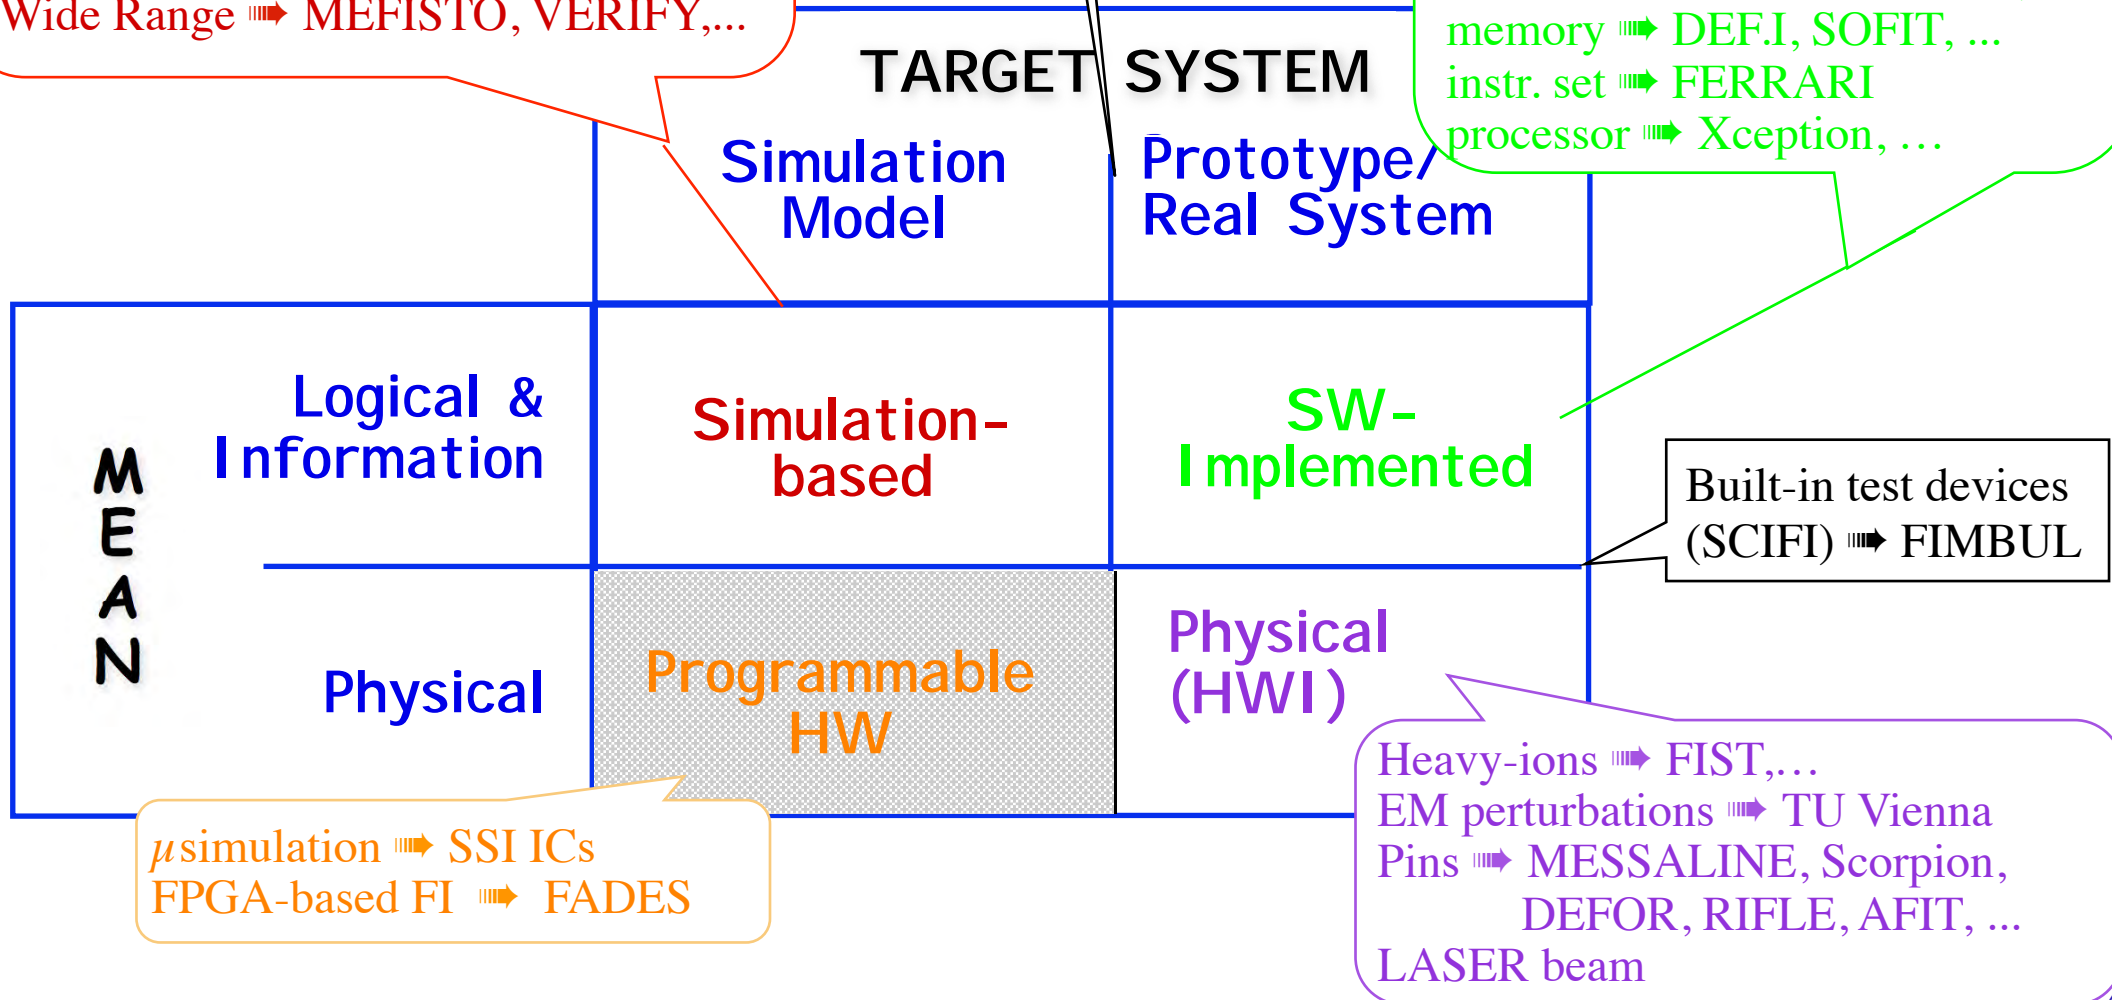 Wide Range ➠ MEFISTO, VERIFY,...
memory ➠ DEF.I, SOFIT, ...
instr. set ➠ FERRARI
processor ➠ Xception, …
TARGET SYSTEM
Simulation
Model
Prototype/
Real System
MEAN
Logical &
Information
Simulation-
based
SW-
Implemented
Built-in test devices
(SCIFI) ➠ FIMBUL
Physical
Programmable
HW
Physical
(HWI)
µsimulation ➠ SSI ICs
FPGA-based FI ➠ FADES
Heavy-ions ➠ FIST,…
EM perturbations ➠ TU Vienna
Pins ➠ MESSALINE, Scorpion,
DEFOR, RIFLE, AFIT, ...
LASER beam